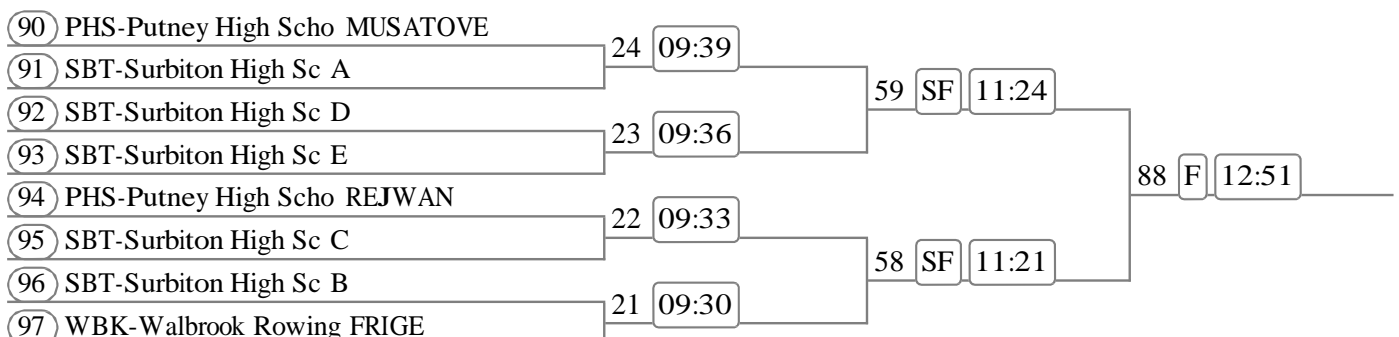 90 PHS-Putney High Scho MUSATOVE
24 09:39
91 SBT-Surbiton High Sc A
59 SF 11:24
92 SBT-Surbiton High Sc D
23 09:36
93 SBT-Surbiton High Sc E
88 F 12:51
94 PHS-Putney High Scho REJWAN
22 09:33
95 SBT-Surbiton High Sc C
58 SF 11:21
96 SBT-Surbiton High Sc B
21 09:30
97 WBK-Walbrook Rowing FRIGE